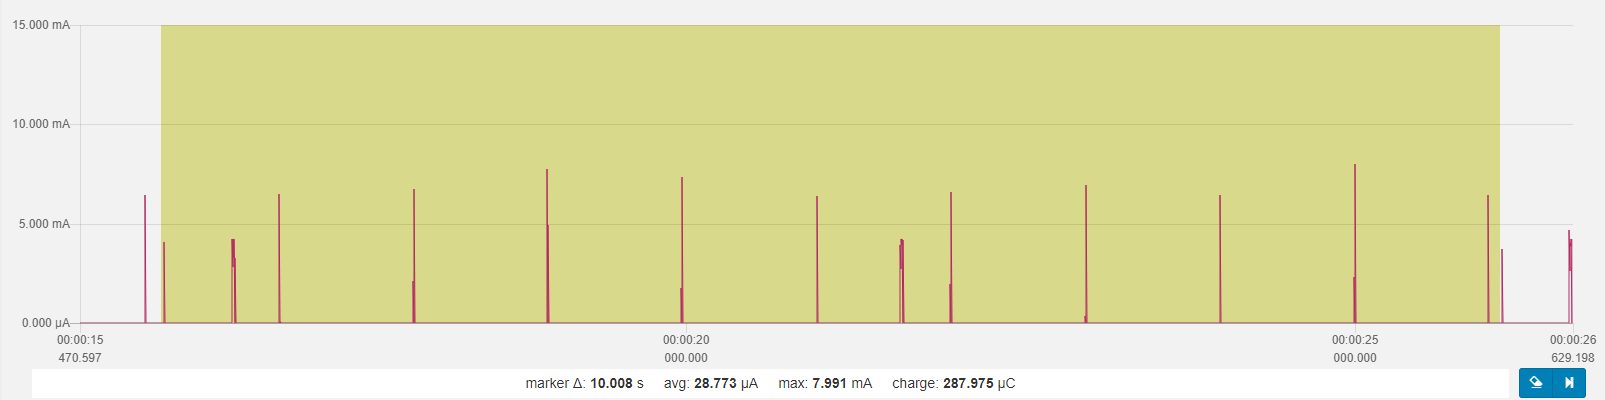 15.000 mA
10.000 mA
5.000 mA
0.000 µA
00:00:15 00:00:20 00:00:25 00:00:26
470.597 000.000 000.000 629.198
marker Δ: 10.008 s avg: 28.773 µA max: 7.991 mA charge: 287.975 µC